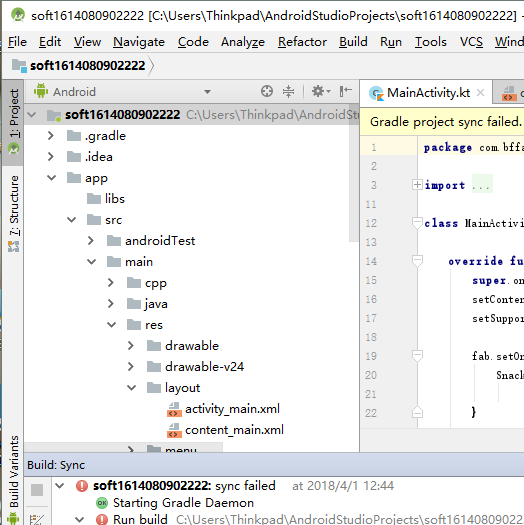 soft1614080902222 [C:\Users\Thinkpad\AndroidStudioProjects\soft1614080902222] -
File Edit View Navigate Code Analyze Refactor Build Run Tools VCS Wind
soft1614080902222
1: Project
7: Structure
Build Variants
Android
soft1614080902222 C:\Users\Thinkpad\AndroidStu
.gradle
.idea
app
libs
src
androidTest
main
cpp
java
res
drawable
drawable-v24
layout
activity_main.xml
content_main.xml
menu
MainActivity.kt
Gradle project sync failed.
1 package com.bffa
2
3 import ...
11
12 class MainActivi
13
14 override fu
15 super.on
16 setConten
17 setSuppor
18
19 fab.setOn
20 Snack
21
22 }
Build: Sync
soft1614080902222: sync failed at 2018/4/1 12:44
Starting Gradle Daemon
Run build C:\Users\Thinkpad\AndroidStudioProjects\soft16140809022